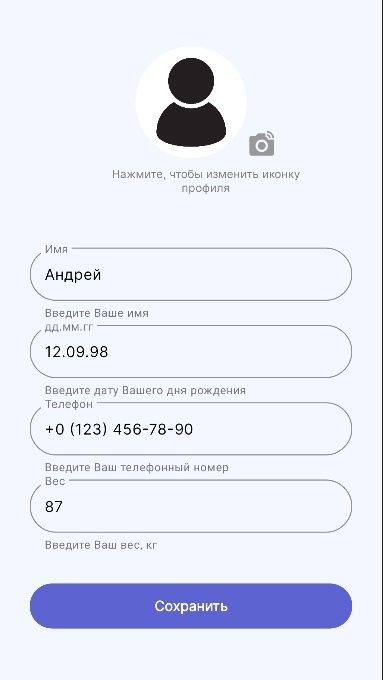 Нажмите, чтобы изменить иконку
профиля
Имя
Андрей
Введите Ваше имя
дд.мм.гг
12.09.98
Введите дату Вашего дня рождения
Телефон
+0 (123) 456-78-90
Введите Ваш телефонный номер
Вес
87
Введите Ваш вес, кг
Сохранить